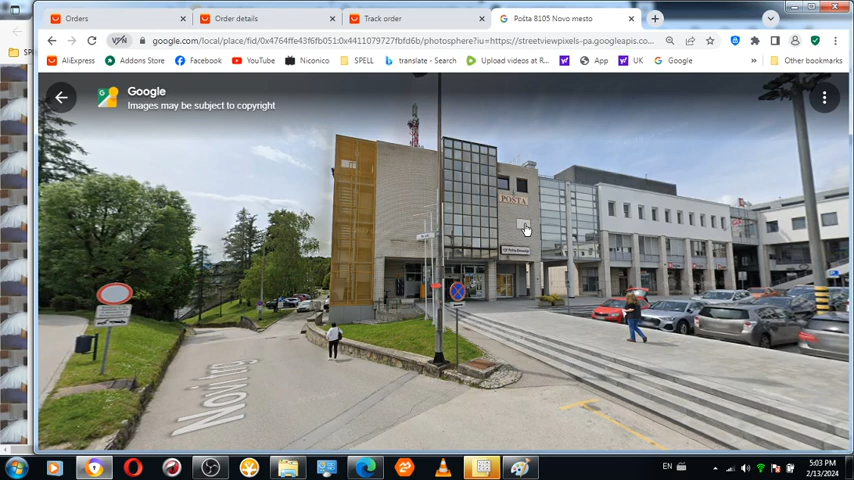 Orders
Order details
Track order
Pošta 8105 Novo mesto
VPN
google.com/local/place/fid/0x4764ffe43f6fb051:0x4411079727fbfd6b/photosphere?iu=https://streetviewpixels-pa.googleapis.co...
AliExpress
Addons Store
Facebook
YouTube
Niconico
SPELL
translate - Search
Upload videos at R...
App
UK
Google
»
Other bookmarks
Google
Images may be subject to copyright
POŠTA
Novi trg
EN
5:03 PM
2/13/2024